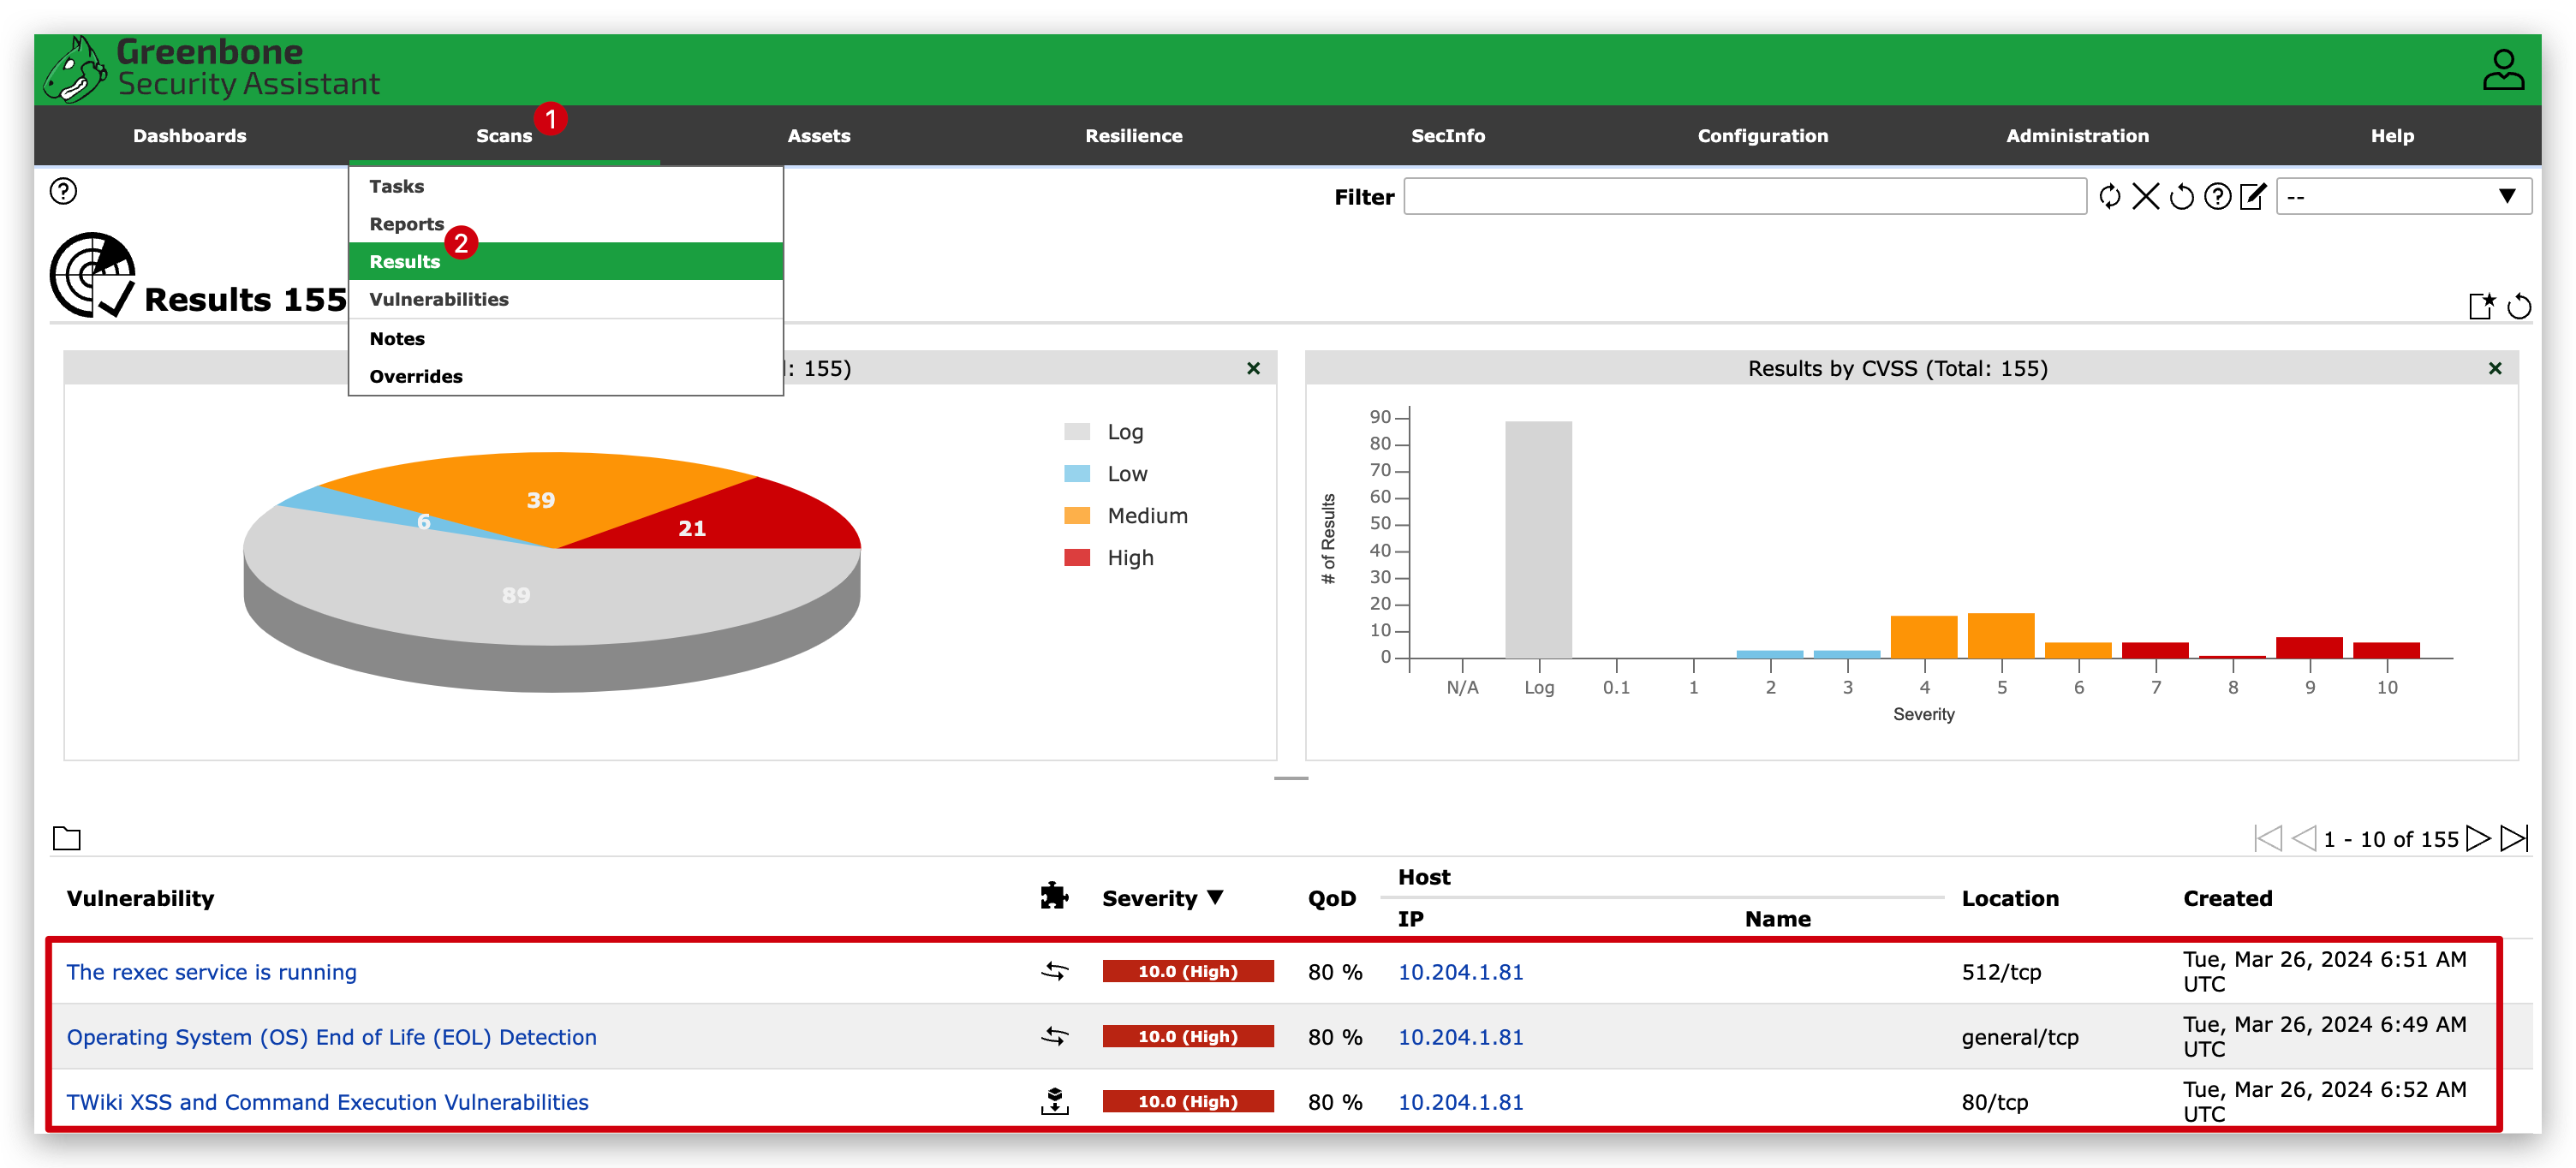 Greenbone
Security Assistant
Dashboards Scans 1 Assets Resilience SecInfo Configuration Administration Help
Tasks
Reports
2
Results
Vulnerabilities
Notes
Overrides
Filter --
Results 155
: 155)
Log
Low
Medium
High
39
6
21
89
Results by CVSS (Total: 155)
# of Results
90
80
70
60
50
40
30
20
10
0
N/A Log 0.1 1 2 3 4 5 6 7 8 9 10
Severity
1 - 10 of 155
Vulnerability Severity ▼ QoD Host Location Created
IP Name
The rexec service is running 10.0 (High) 80 % 10.204.1.81 512/tcp Tue, Mar 26, 2024 6:51 AM
UTC
Operating System (OS) End of Life (EOL) Detection 10.0 (High) 80 % 10.204.1.81 general/tcp Tue, Mar 26, 2024 6:49 AM
UTC
TWiki XSS and Command Execution Vulnerabilities 10.0 (High) 80 % 10.204.1.81 80/tcp Tue, Mar 26, 2024 6:52 AM
UTC